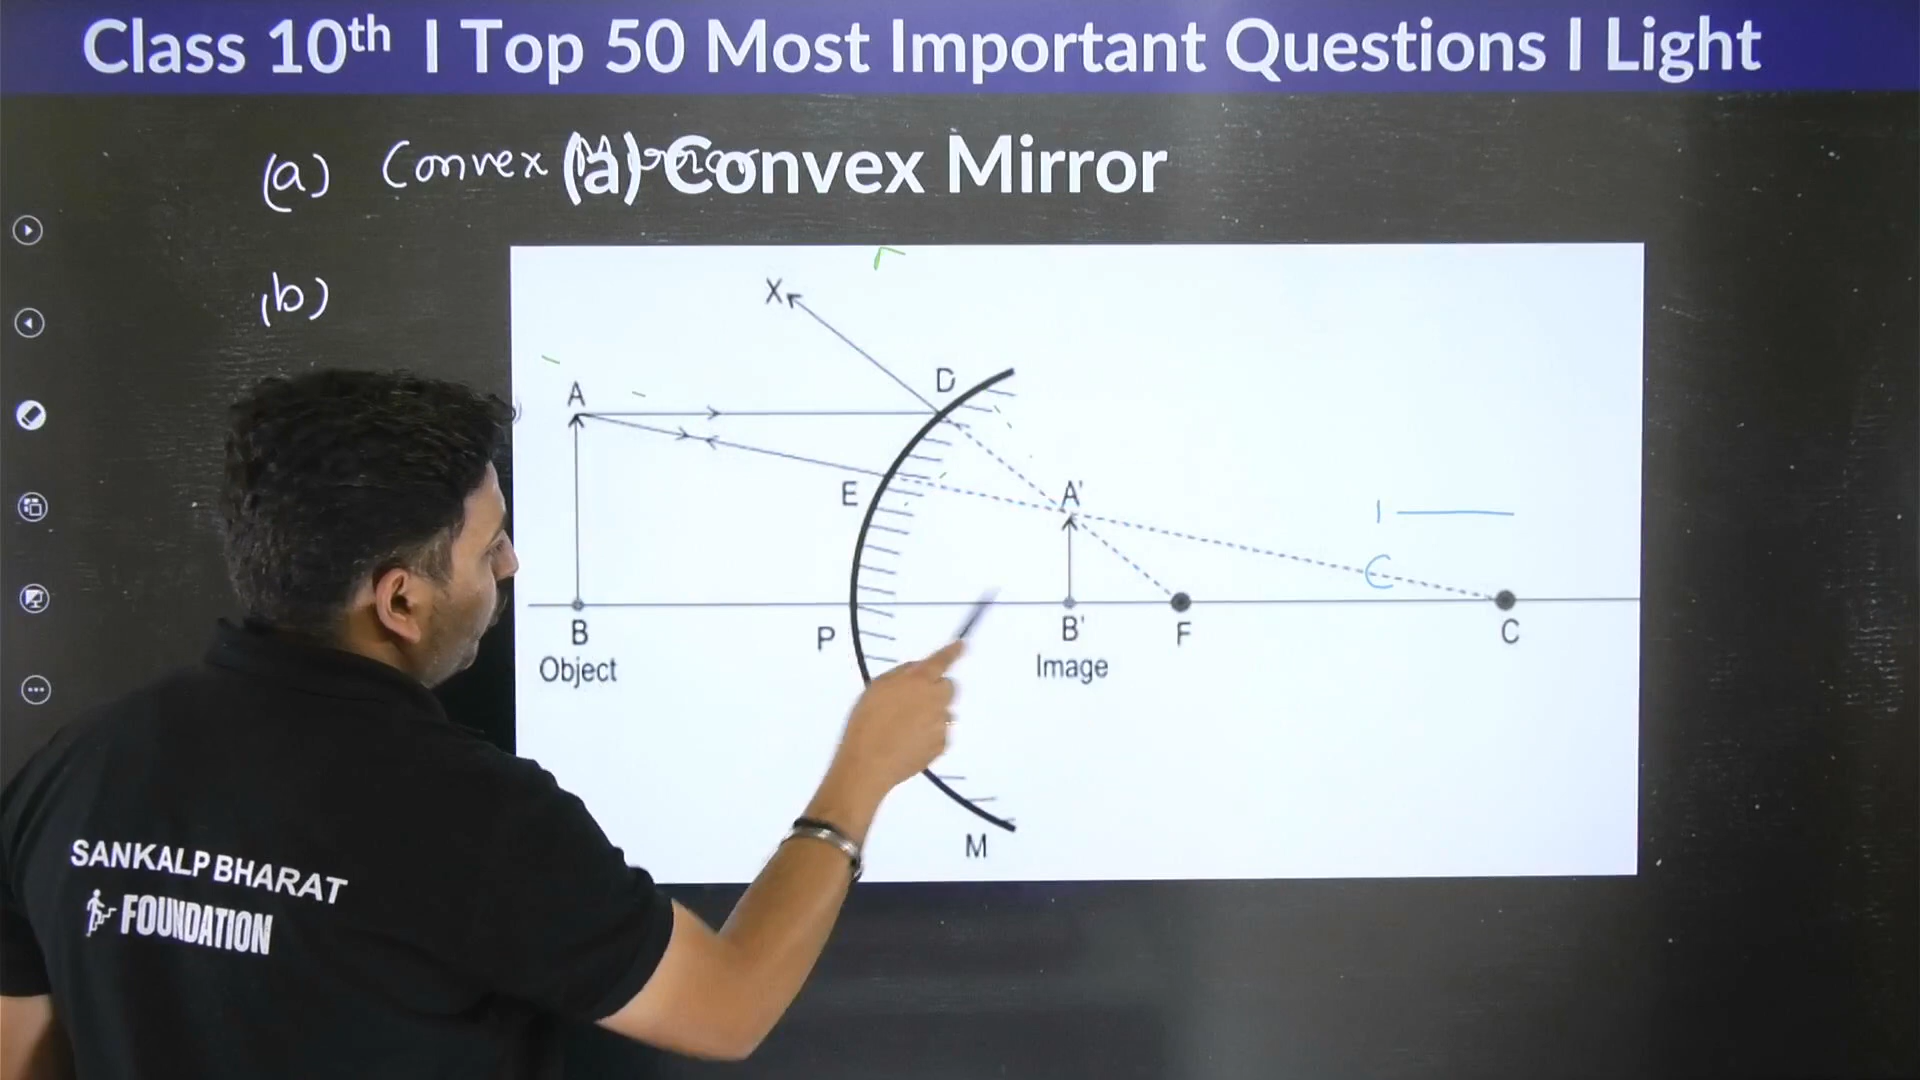 Class 10th I Top 50 Most Important Questions I Light
(a) Convex
(a) Convex Mirror
(b)
X
D
A
E
A'
C
B
P
B'
F
C
Object
Image
M
SANKALP BHARAT
FOUNDATION